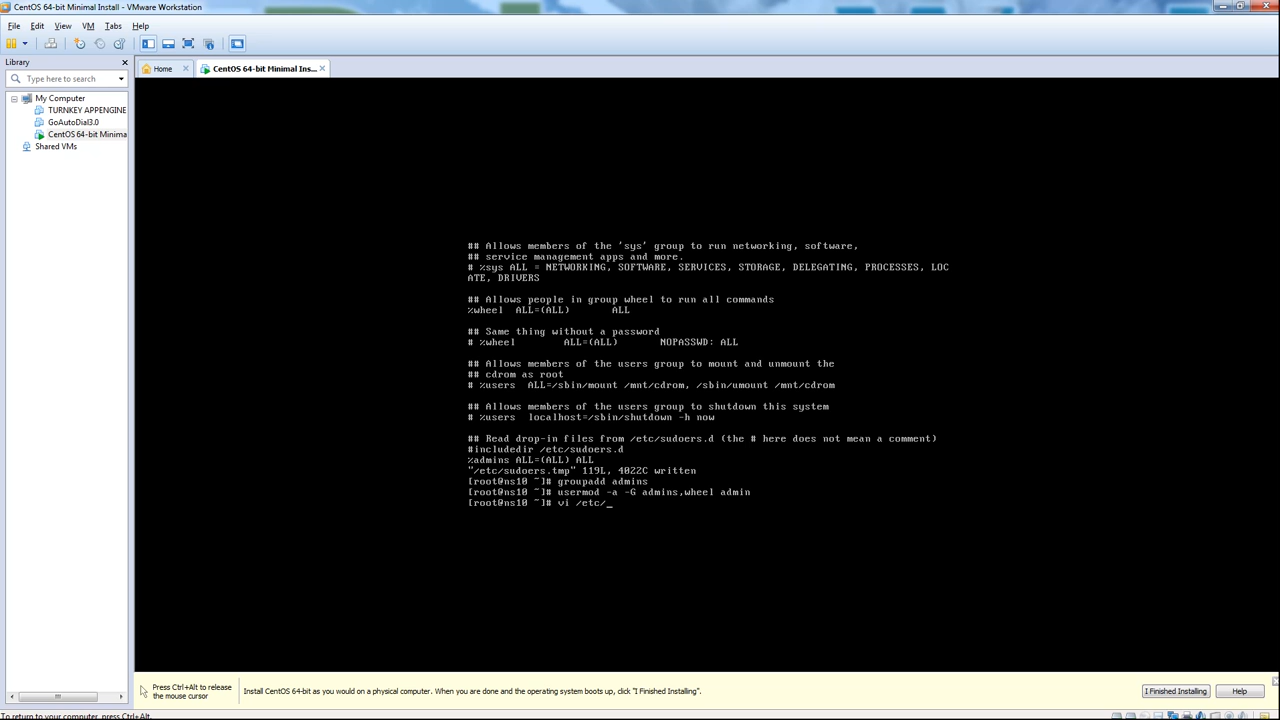 CentOS 64-bit Minimal Install - VMware Workstation
File Edit View VM Tabs Help
Library
Type here to search
My Computer
TURNKEY APPENGINE
GoAutoDial3.0
CentOS 64-bit Minima
Shared VMs
Home
CentOS 64-bit Minimal Ins...
## Allows members of the 'sys' group to run networking, software,
## service management apps and more.
# %sys ALL = NETWORKING, SOFTWARE, SERVICES, STORAGE, DELEGATING, PROCESSES, LOC
ATE, DRIVERS
## Allows people in group wheel to run all commands
%wheel ALL=(ALL) ALL
## Same thing without a password
# %wheel ALL=(ALL) NOPASSWD: ALL
## Allows members of the users group to mount and unmount the
## cdrom as root
# %users ALL=/sbin/mount /mnt/cdrom, /sbin/umount /mnt/cdrom
## Allows members of the users group to shutdown this system
# %users localhost=/sbin/shutdown -h now
## Read drop-in files from /etc/sudoers.d (the # here does not mean a comment)
#includedir /etc/sudoers.d
%admins ALL=(ALL) ALL
"/etc/sudoers.tmp" 119L, 4022C written
[root@ns10 ~]# groupadd admins
[root@ns10 ~]# usermod -a -G admins,wheel admin
[root@ns10 ~]# vi /etc/_
Press Ctrl+Alt to release
the mouse cursor
Install CentOS 64-bit as you would on a physical computer. When you are done and the operating system boots up, click "I Finished Installing".
I Finished Installing
Help
To return to your computer, press Ctrl+Alt.